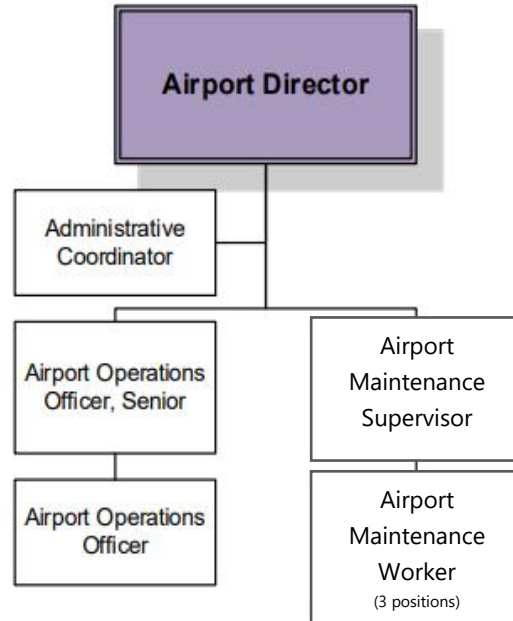 Airport Director
Administrative
Coordinator
Airport Operations
Officer, Senior
Airport
Maintenance
Supervisor
Airport Operations
Officer
Airport
Maintenance
Worker
(3 positions)